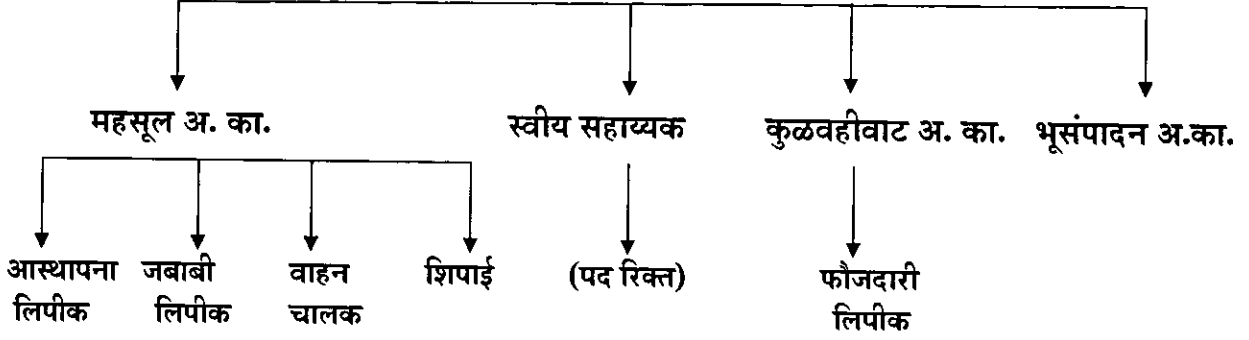 महसूल अ. का. स्वीय सहाय्यक कुळवहीवाट अ. का. भूसंपादन अ.का.
आस्थापना जबाबी वाहन शिपाई (पद रिक्त) फौजदारी
लिपीक लिपीक चालक लिपीक